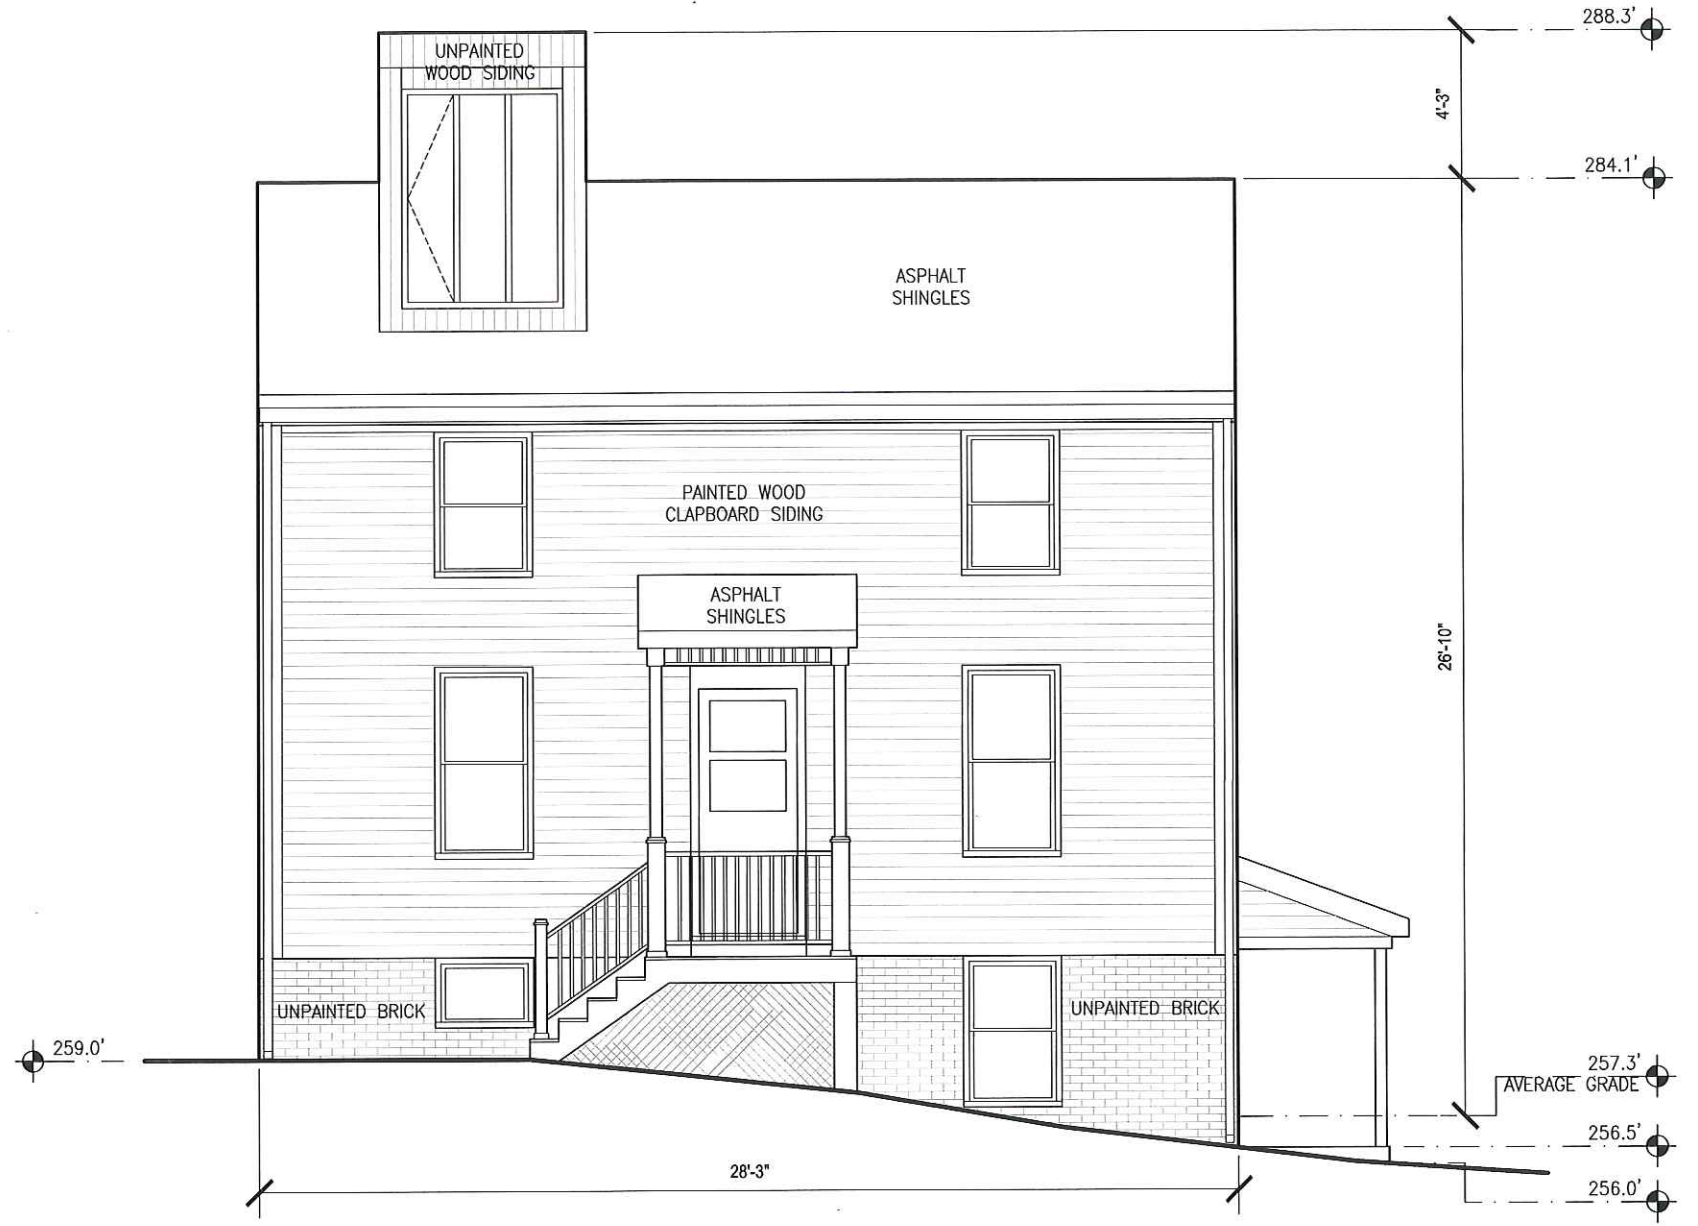 288.3'
UNPAINTED
WOOD SIDING
4'-3"
284.1'
ASPHALT
SHINGLES
PAINTED WOOD
CLAPBOARD SIDING
ASPHALT
SHINGLES
26'-10"
UNPAINTED BRICK
UNPAINTED BRICK
259.0'
257.3'
AVERAGE GRADE
256.5'
28'-3"
256.0'